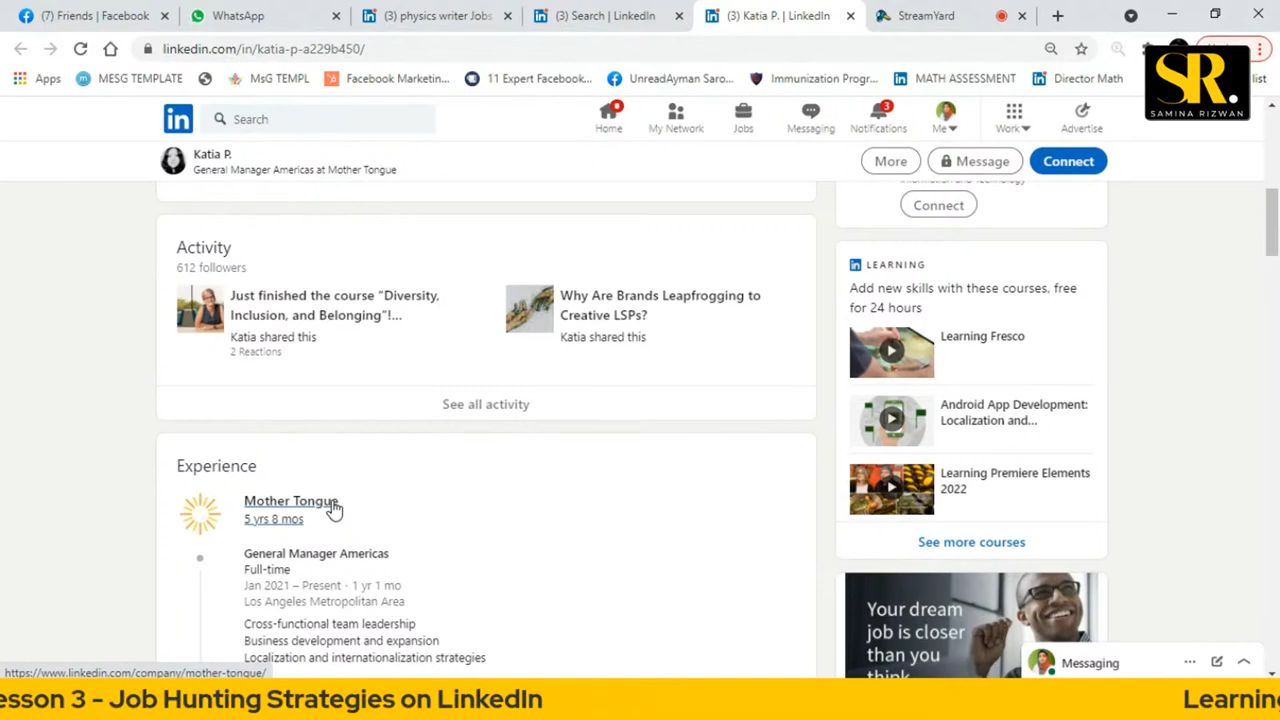 (7) Friends | Facebook
WhatsApp
(3) physics writer Jobs
(3) Search | LinkedIn
(3) Katia P. | LinkedIn
StreamYard
linkedin.com/in/katia-p-a229b450/
Apps
MESG TEMPLATE
MsG TEMPL
Facebook Marketin...
11 Expert Facebook...
UnreadAyman Saro...
Immunization Progr...
MATH ASSESSMENT
Director Math
list
SR.
SAMINA RIZWAN
Search
Home
My Network
Jobs
Messaging
3
Notifications
Me
Work
Advertise
Katia P.
General Manager Americas at Mother Tongue
More
Message
Connect
Connect
Activity
612 followers
Just finished the course "Diversity,
Inclusion, and Belonging"!...
Katia shared this
2 Reactions
Why Are Brands Leapfrogging to
Creative LSPs?
Katia shared this
See all activity
LEARNING
Add new skills with these courses, free
for 24 hours
Learning Fresco
Android App Development:
Localization and...
Learning Premiere Elements
2022
See more courses
Experience
Mother Tongue
5 yrs 8 mos
General Manager Americas
Full-time
Jan 2021 – Present · 1 yr 1 mo
Los Angeles Metropolitan Area
Cross-functional team leadership
Business development and expansion
Localization and internationalization strategies
Your dream
job is closer
than you
think
Messaging
https://www.linkedin.com/company/mother-tongue/
esson 3 - Job Hunting Strategies on LinkedIn
Learnin